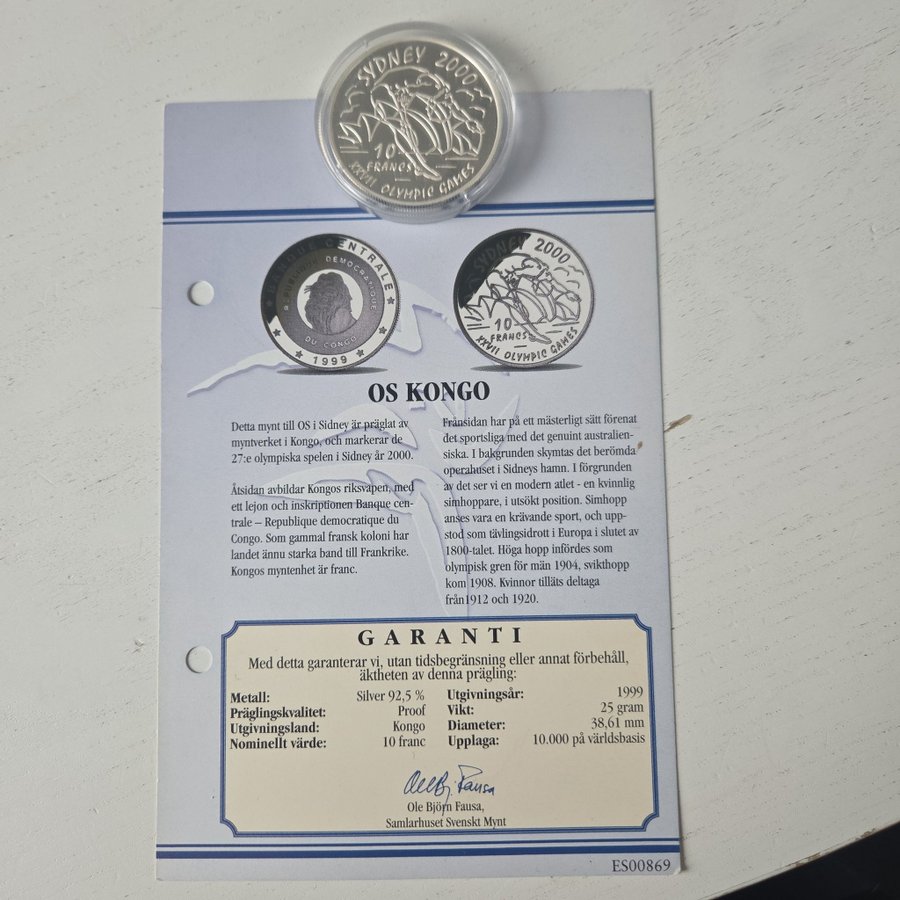 SYDNEY 2000
10
FRANCS
XXVII OLYMPIC GAMES
BANQUE CENTRALE
REPUBLIQUE DEMOCRATIQUE
DU CONGO
1999
SYDNEY 2000
10
FRANCS
XXVII OLYMPIC GAMES
OS KONGO
Detta mynt till OS i Sidney är präglat av
myntverket i Kongo, och markerar de
27:e olympiska spelen i Sidney år 2000.
Åtsidan avbildar Kongos riksvapen, med
ett lejon och inskriptionen Banque cen-
trale – Republique democratique du
Congo. Som gammal fransk koloni har
landet ännu starka band till Frankrike.
Kongos myntenhet är franc.
Frånsidan har på ett mästerligt sätt förenat
det sportsliga med det genuint australien-
siska. I bakgrunden skymtas det berömda
operahuset i Sidneys hamn. I förgrunden
av det ser vi en modern atlet - en kvinnlig
simhoppare, i utsökt position. Simhopp
anses vara en krävande sport, och upp-
stod som tävlingsidrott i Europa i slutet av
1800-talet. Höga hopp infördes som
olympisk gren för män 1904, svikthopp
kom 1908. Kvinnor tilläts deltaga
från1912 och 1920.
GARANTI
Med detta garanterar vi, utan tidsbegränsning eller annat förbehåll,
äktheten av denna prägling:
Metall: Silver 92,5 %
Präglingskvalitet: Proof
Utgivningsland: Kongo
Nominellt värde: 10 franc
Utgivningsår: 1999
Vikt: 25 gram
Diameter: 38,61 mm
Upplaga: 10.000 på världsbasis
Ole Bj. Fausa
Ole Björn Fausa,
Samlarhuset Svenskt Mynt
ES00869